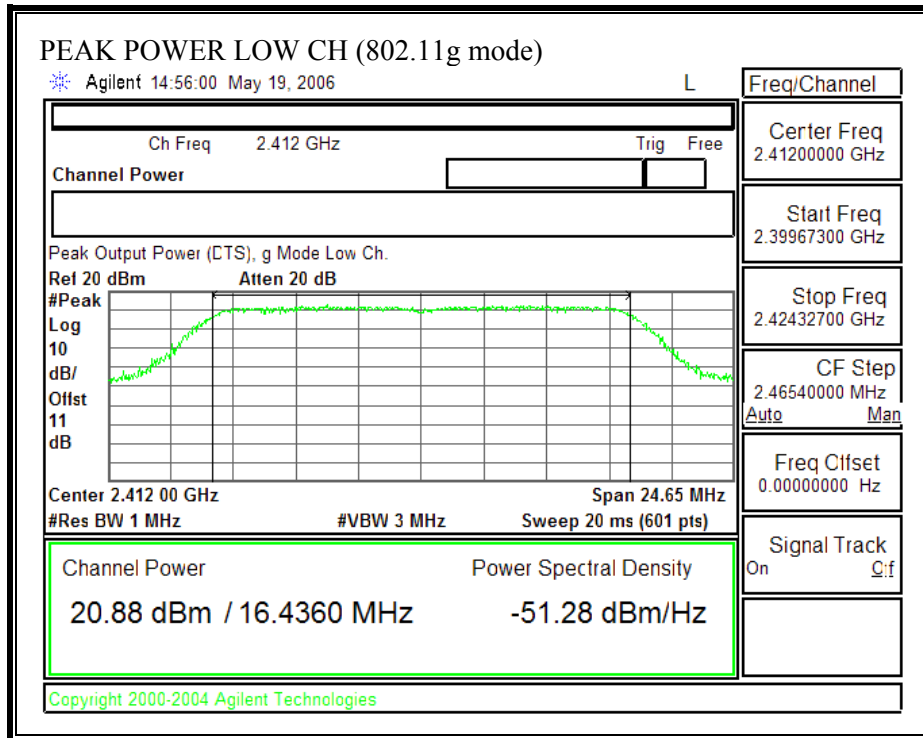 PEAK POWER LOW CH (802.11g mode)
Agilent 14:56:00 May 19, 2006 L
Freq/Channel
Ch Freq 2.412 GHz Trig Free
Channel Power
Peak Output Power (DTS), g Mode Low Ch.
Ref 20 dBm Atten 20 dB
#Peak
Log
10
dB/
Offst
11
dB
Center 2.412 00 GHz Span 24.65 MHz
#Res BW 1 MHz #VBW 3 MHz Sweep 20 ms (601 pts)
Channel Power Power Spectral Density
20.88 dBm / 16.4360 MHz -51.28 dBm/Hz
Copyright 2000-2004 Agilent Technologies
Center Freq
2.41200000 GHz
Start Freq
2.39967300 GHz
Stop Freq
2.42432700 GHz
CF Step
2.46540000 MHz
Auto Man
Freq Offset
0.00000000 Hz
Signal Track
On Off